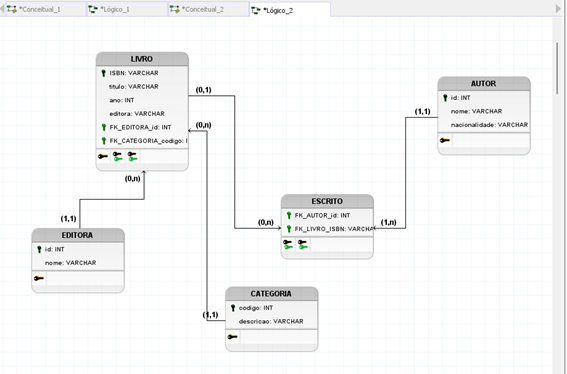 *Conceitual_1
*Lógico_1
*Conceitual_2
*Lógico_2
LIVRO
ISBN: VARCHAR
titulo: VARCHAR
ano: INT
editora: VARCHAR
FK_EDITORA_id: INT
FK_CATEGORIA_codigo: I
(0,1)
(0,n)
(0,n)
AUTOR
id: INT
nome: VARCHAR
nacionalidade: VARCHAR
(1,1)
ESCRITO
FK_AUTOR_id: INT
FK_LIVRO_ISBN: VARCHA
(0,n)
(1,n)
(1,1)
EDITORA
id: INT
nome: VARCHAR
CATEGORIA
codigo: INT
descricao: VARCHAR
(1,1)